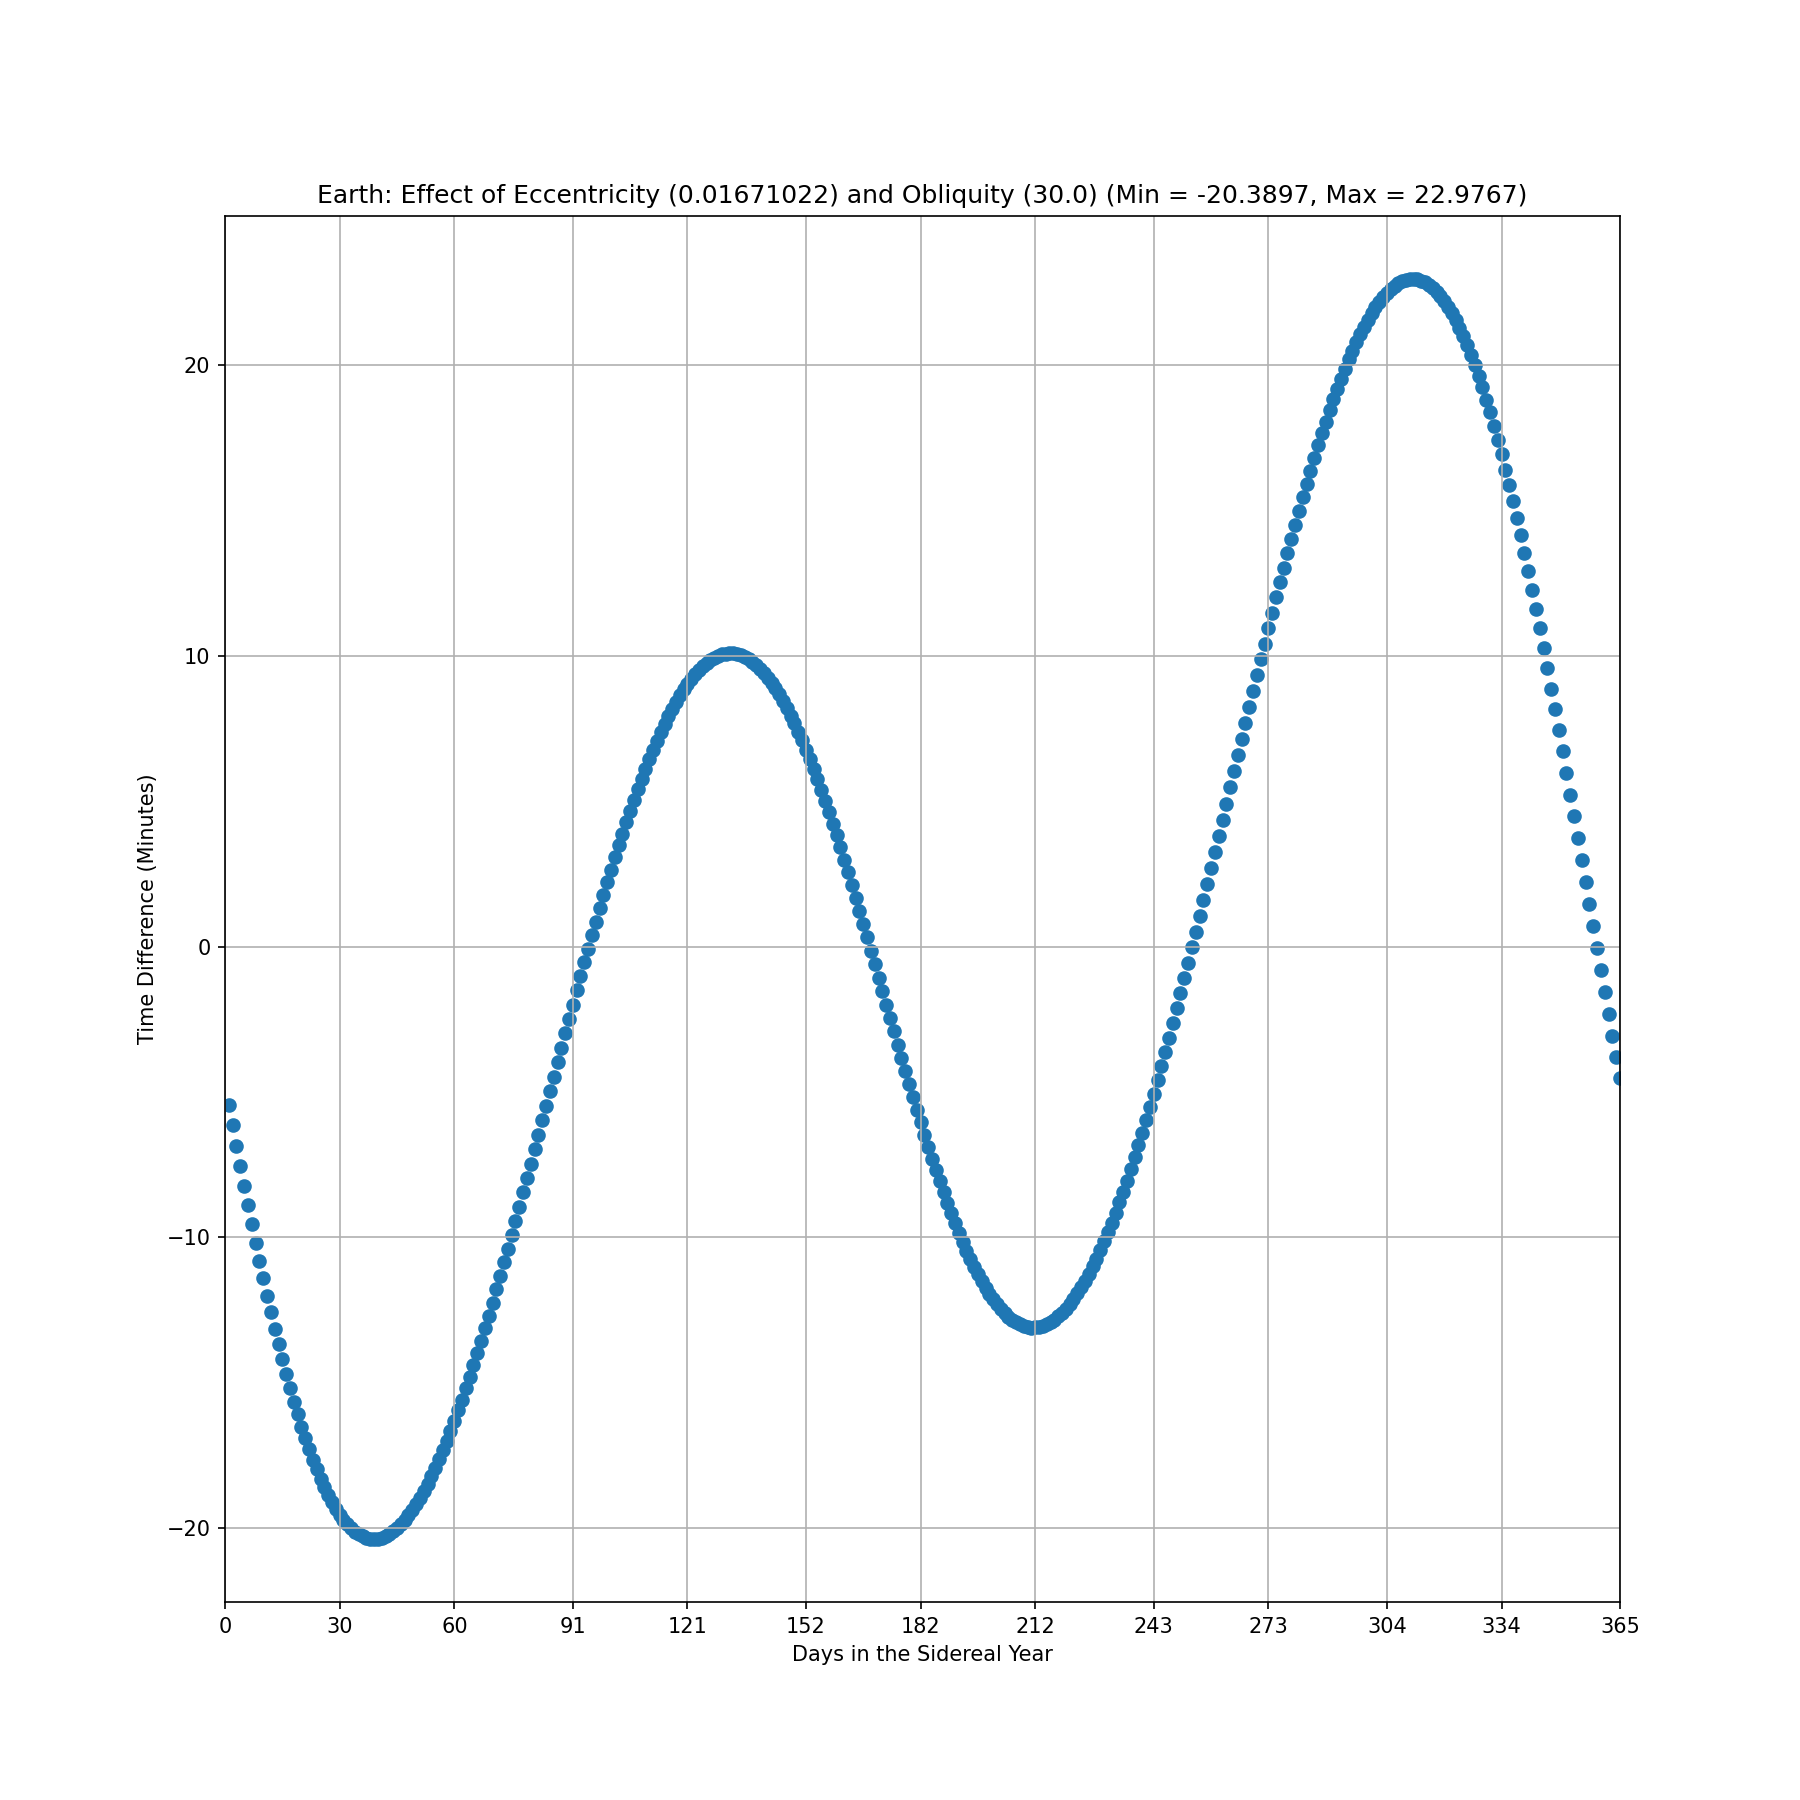 Earth: Effect of Eccentricity (0.01671022) and Obliquity (30.0) (Min = -20.3897, Max = 22.9767)
20
10
0
−10
−20
Time Difference (Minutes)
0 30 60 91 121 152 182 212 243 273 304 334 365
Days in the Sidereal Year